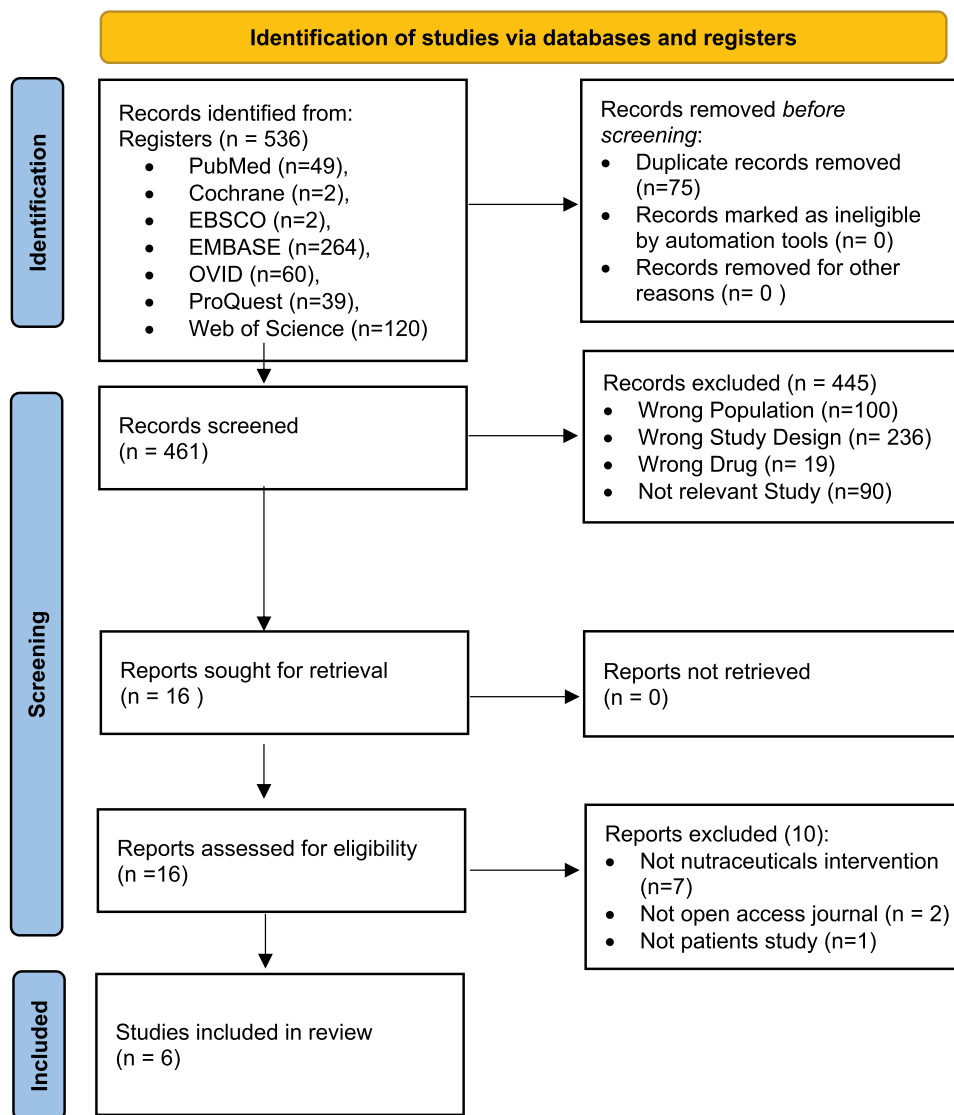 Identification of studies via databases and registers
Identification
Records identified from:
Registers (n = 536)
• PubMed (n=49),
• Cochrane (n=2),
• EBSCO (n=2),
• EMBASE (n=264),
• OVID (n=60),
• ProQuest (n=39),
• Web of Science (n=120)
Records removed before
screening:
• Duplicate records removed
(n=75)
• Records marked as ineligible
by automation tools (n= 0)
• Records removed for other
reasons (n= 0 )
Screening
Records screened
(n = 461)
Records excluded (n = 445)
• Wrong Population (n=100)
• Wrong Study Design (n= 236)
• Wrong Drug (n= 19)
• Not relevant Study (n=90)
Reports sought for retrieval
(n = 16 )
Reports not retrieved
(n = 0)
Reports assessed for eligibility
(n =16)
Reports excluded (10):
• Not nutraceuticals intervention
(n=7)
• Not open access journal (n = 2)
• Not patients study (n=1)
Included
Studies included in review
(n = 6)